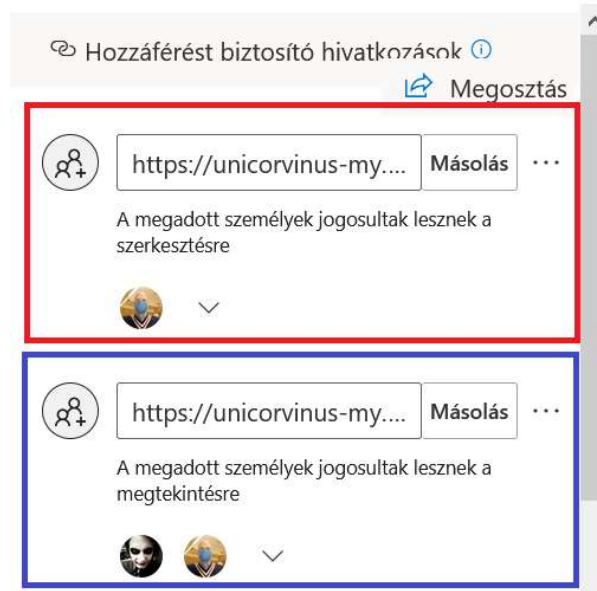 Hozzáférést biztosító hivatkozások
Megosztás
https://unicorvinus-my.... Másolás ...
A megadott személyek jogosultak lesznek a
szerkesztésre
https://unicorvinus-my.... Másolás ...
A megadott személyek jogosultak lesznek a
megtekintésre